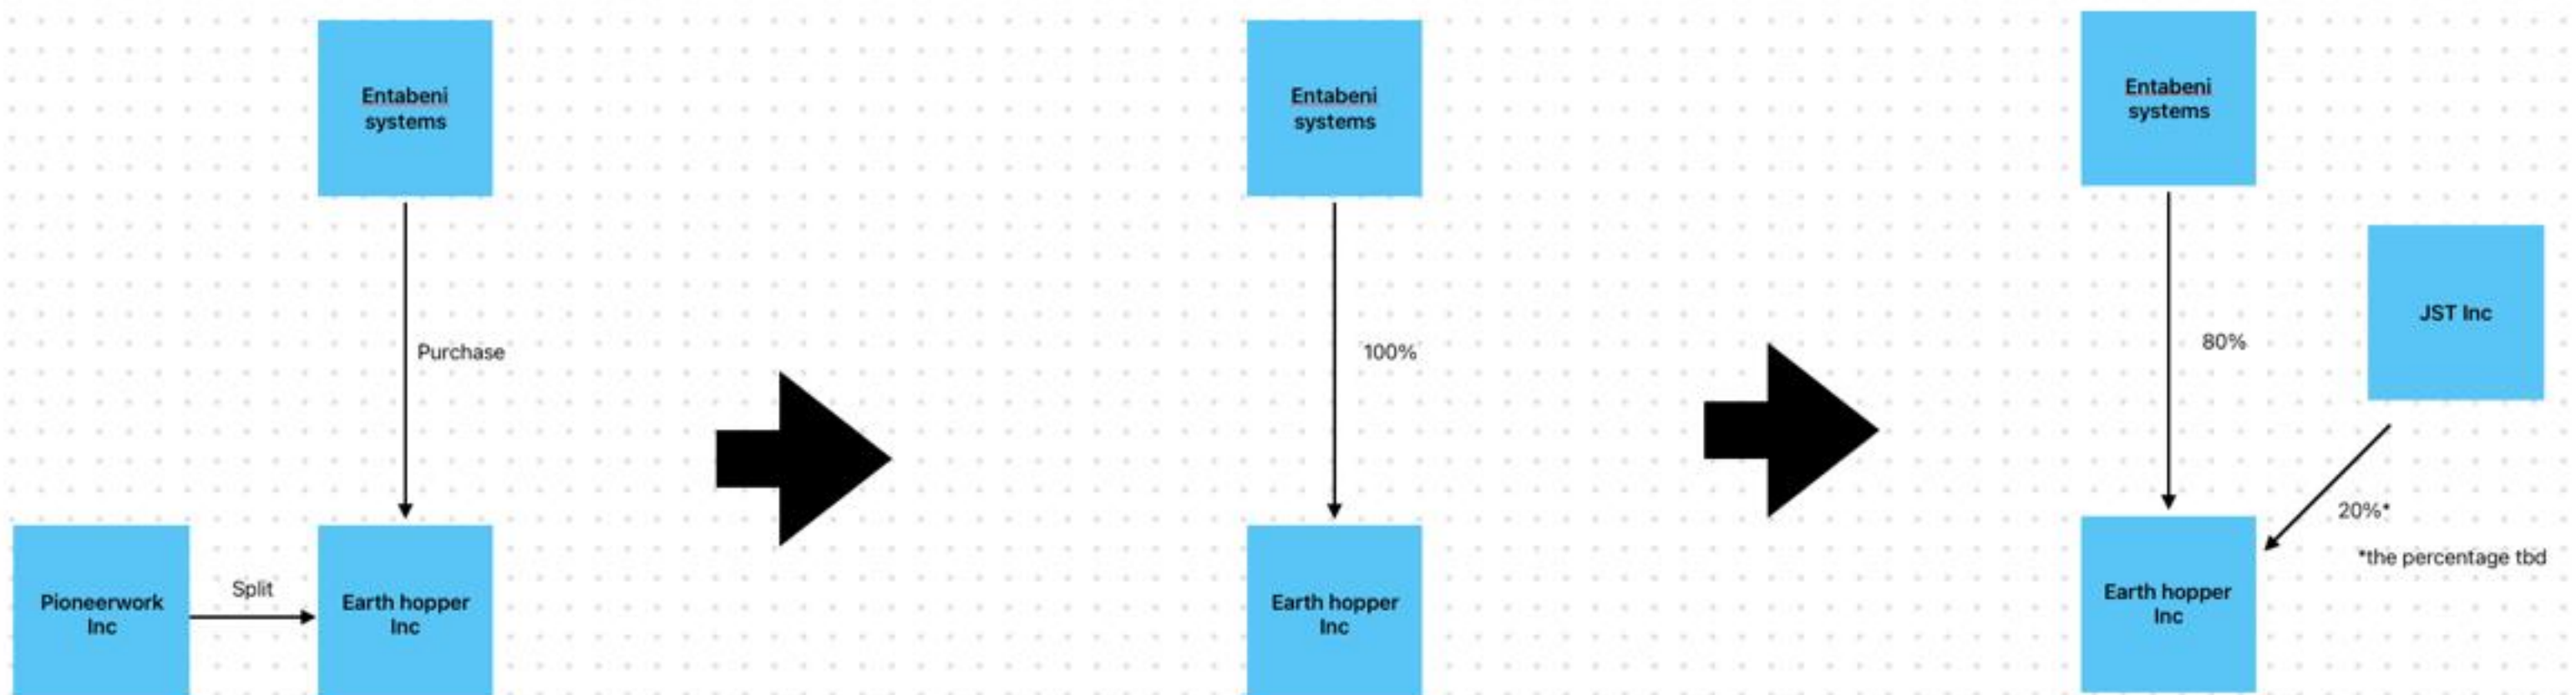 Entabeni
systems
Purchase
Pioneerwork
Inc
Split
Earth hopper
Inc
Entabeni
systems
100%
Earth hopper
Inc
Entabeni
systems
80%
JST Inc
20%*
*the percentage tbd
Earth hopper
Inc